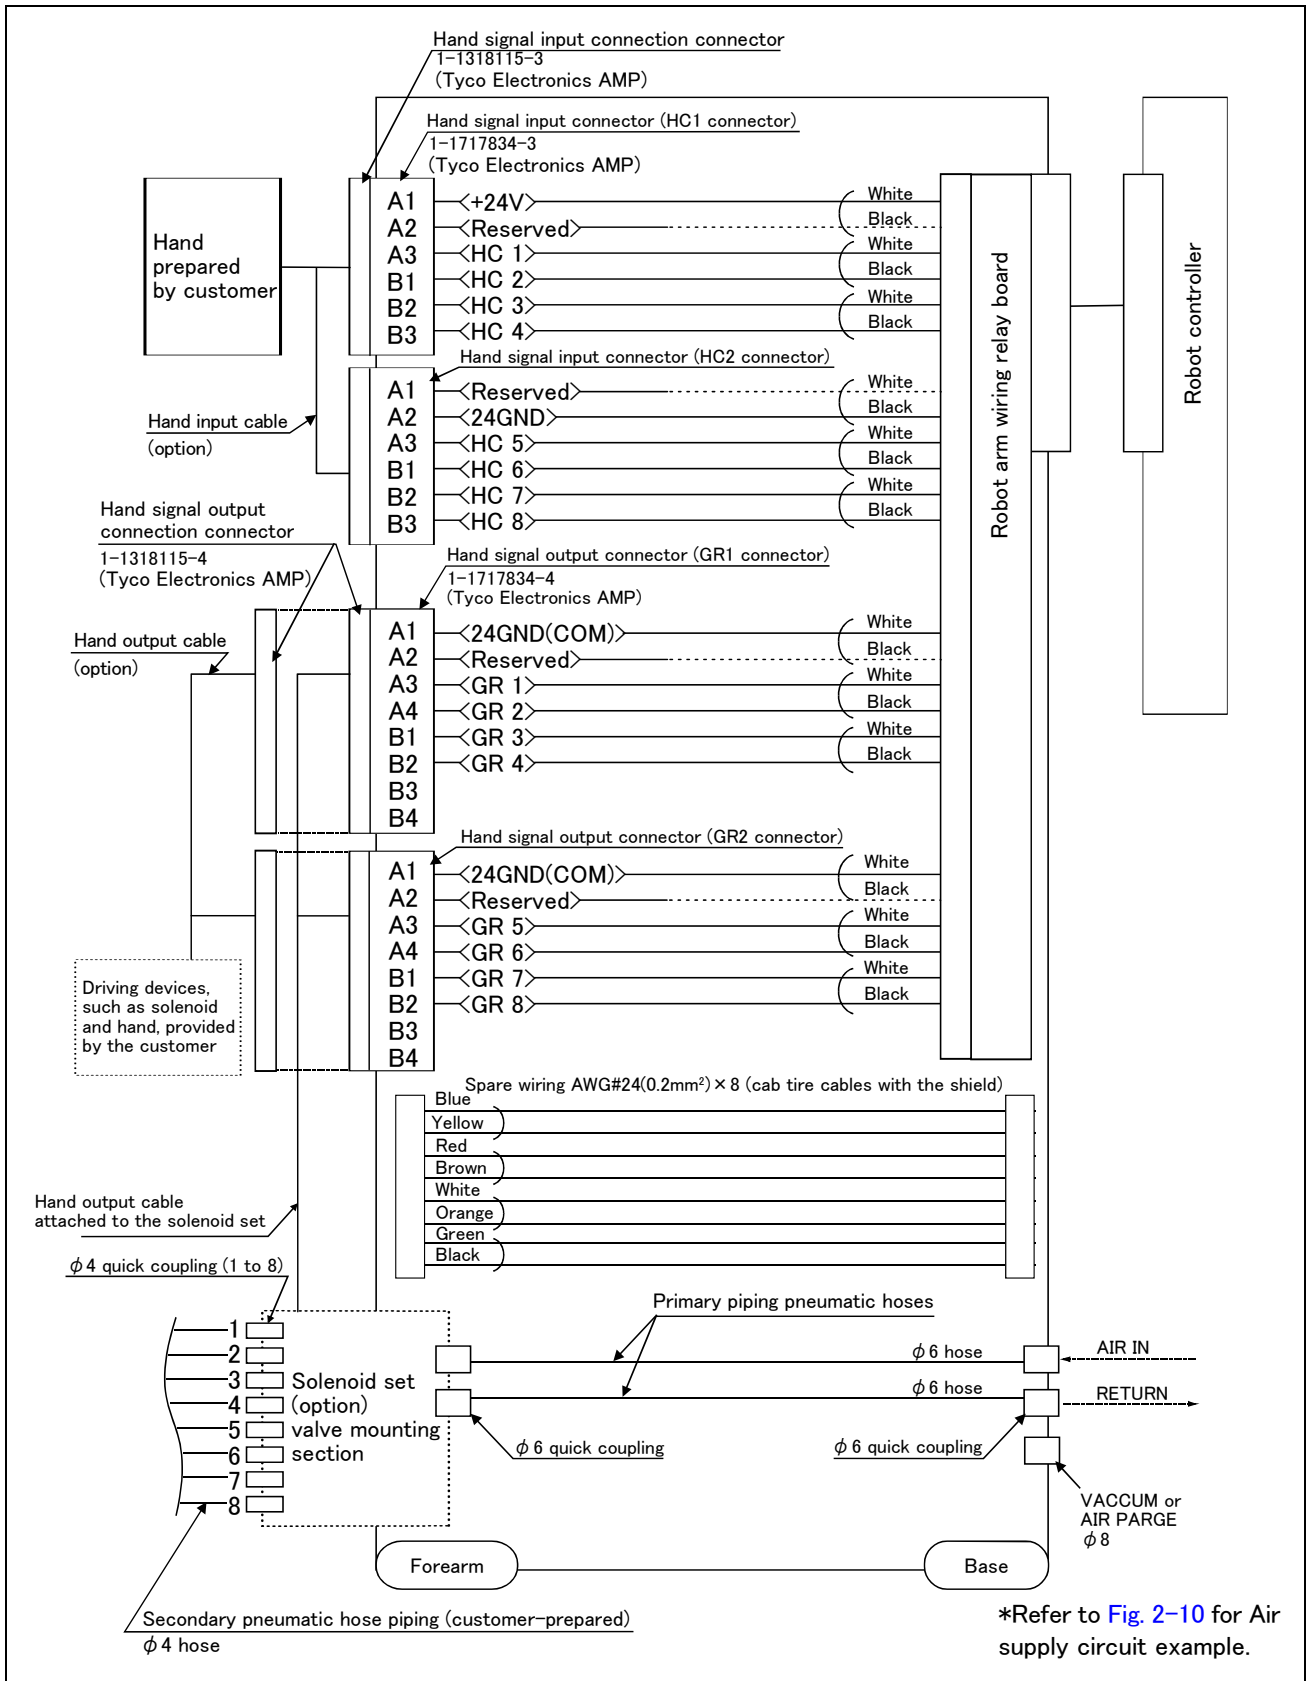 Hand signal input connection connector
1-1318115-3
(Tyco Electronics AMP)
Hand signal input connector (HC1 connector)
1-1717834-3
(Tyco Electronics AMP)
Hand
prepared
by customer
A1 <+24V> White
A2 <Reserved> Black
A3 <HC 1> White
B1 <HC 2> Black
B2 <HC 3> White
B3 <HC 4> Black
Hand signal input connector (HC2 connector)
A1 <Reserved> White
A2 <24GND> Black
A3 <HC 5> White
B1 <HC 6> Black
B2 <HC 7> White
B3 <HC 8> Black
Hand input cable
(option)
Robot arm wiring relay board
Robot controller
Hand signal output
connection connector
1-1318115-4
(Tyco Electronics AMP)
Hand signal output connector (GR1 connector)
1-1717834-4
(Tyco Electronics AMP)
Hand output cable
(option)
A1 <24GND(COM)> White
A2 <Reserved> Black
A3 <GR 1> White
A4 <GR 2> Black
B1 <GR 3> White
B2 <GR 4> Black
B3
B4
Hand signal output connector (GR2 connector)
A1 <24GND(COM)> White
A2 <Reserved> Black
A3 <GR 5> White
A4 <GR 6> Black
B1 <GR 7> White
B2 <GR 8> Black
B3
B4
Driving devices,
such as solenoid
and hand, provided
by the customer
Spare wiring AWG#24(0.2mm²)×8 (cab tire cables with the shield)
Blue
Yellow
Red
Brown
White
Orange
Green
Black
Hand output cable
attached to the solenoid set
φ4 quick coupling (1 to 8)
1
2
3
4
5
6
7
8
Solenoid set
(option)
valve mounting
section
Primary piping pneumatic hoses
φ6 hose
AIR IN
φ6 hose
RETURN
φ6 quick coupling
φ6 quick coupling
VACCUM or
AIR PARGE
φ8
Forearm
Base
Secondary pneumatic hose piping (customer-prepared)
φ4 hose
*Refer to Fig. 2-10 for Air
supply circuit example.